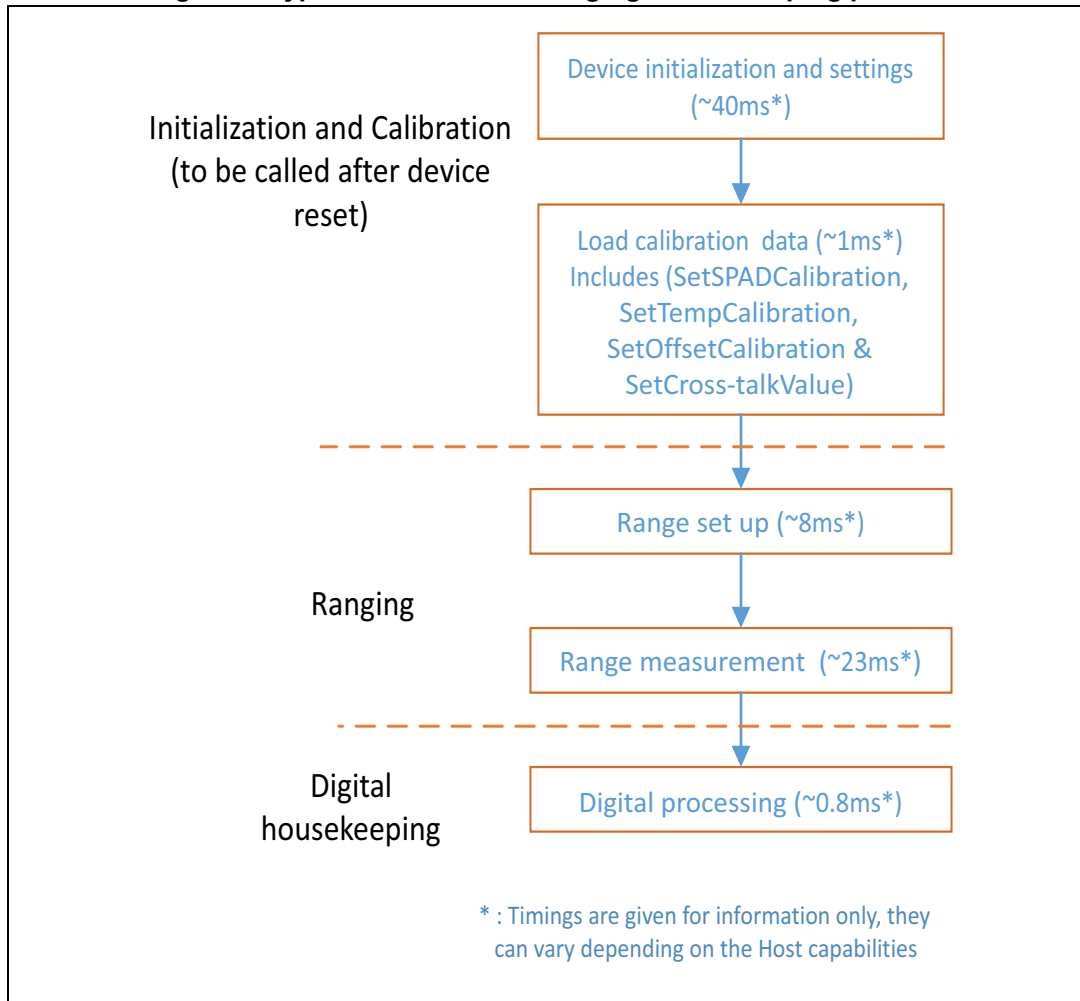 Device initialization and settings
(~40ms*)
Initialization and Calibration
(to be called after device
reset)
Load calibration data (~1ms*)
Includes (SetSPADCalibration,
SetTempCalibration,
SetOffsetCalibration &
SetCross-talkValue)
Range set up (~8ms*)
Ranging
Range measurement (~23ms*)
Digital
housekeeping
Digital processing (~0.8ms*)
* : Timings are given for information only, they
can vary depending on the Host capabilities